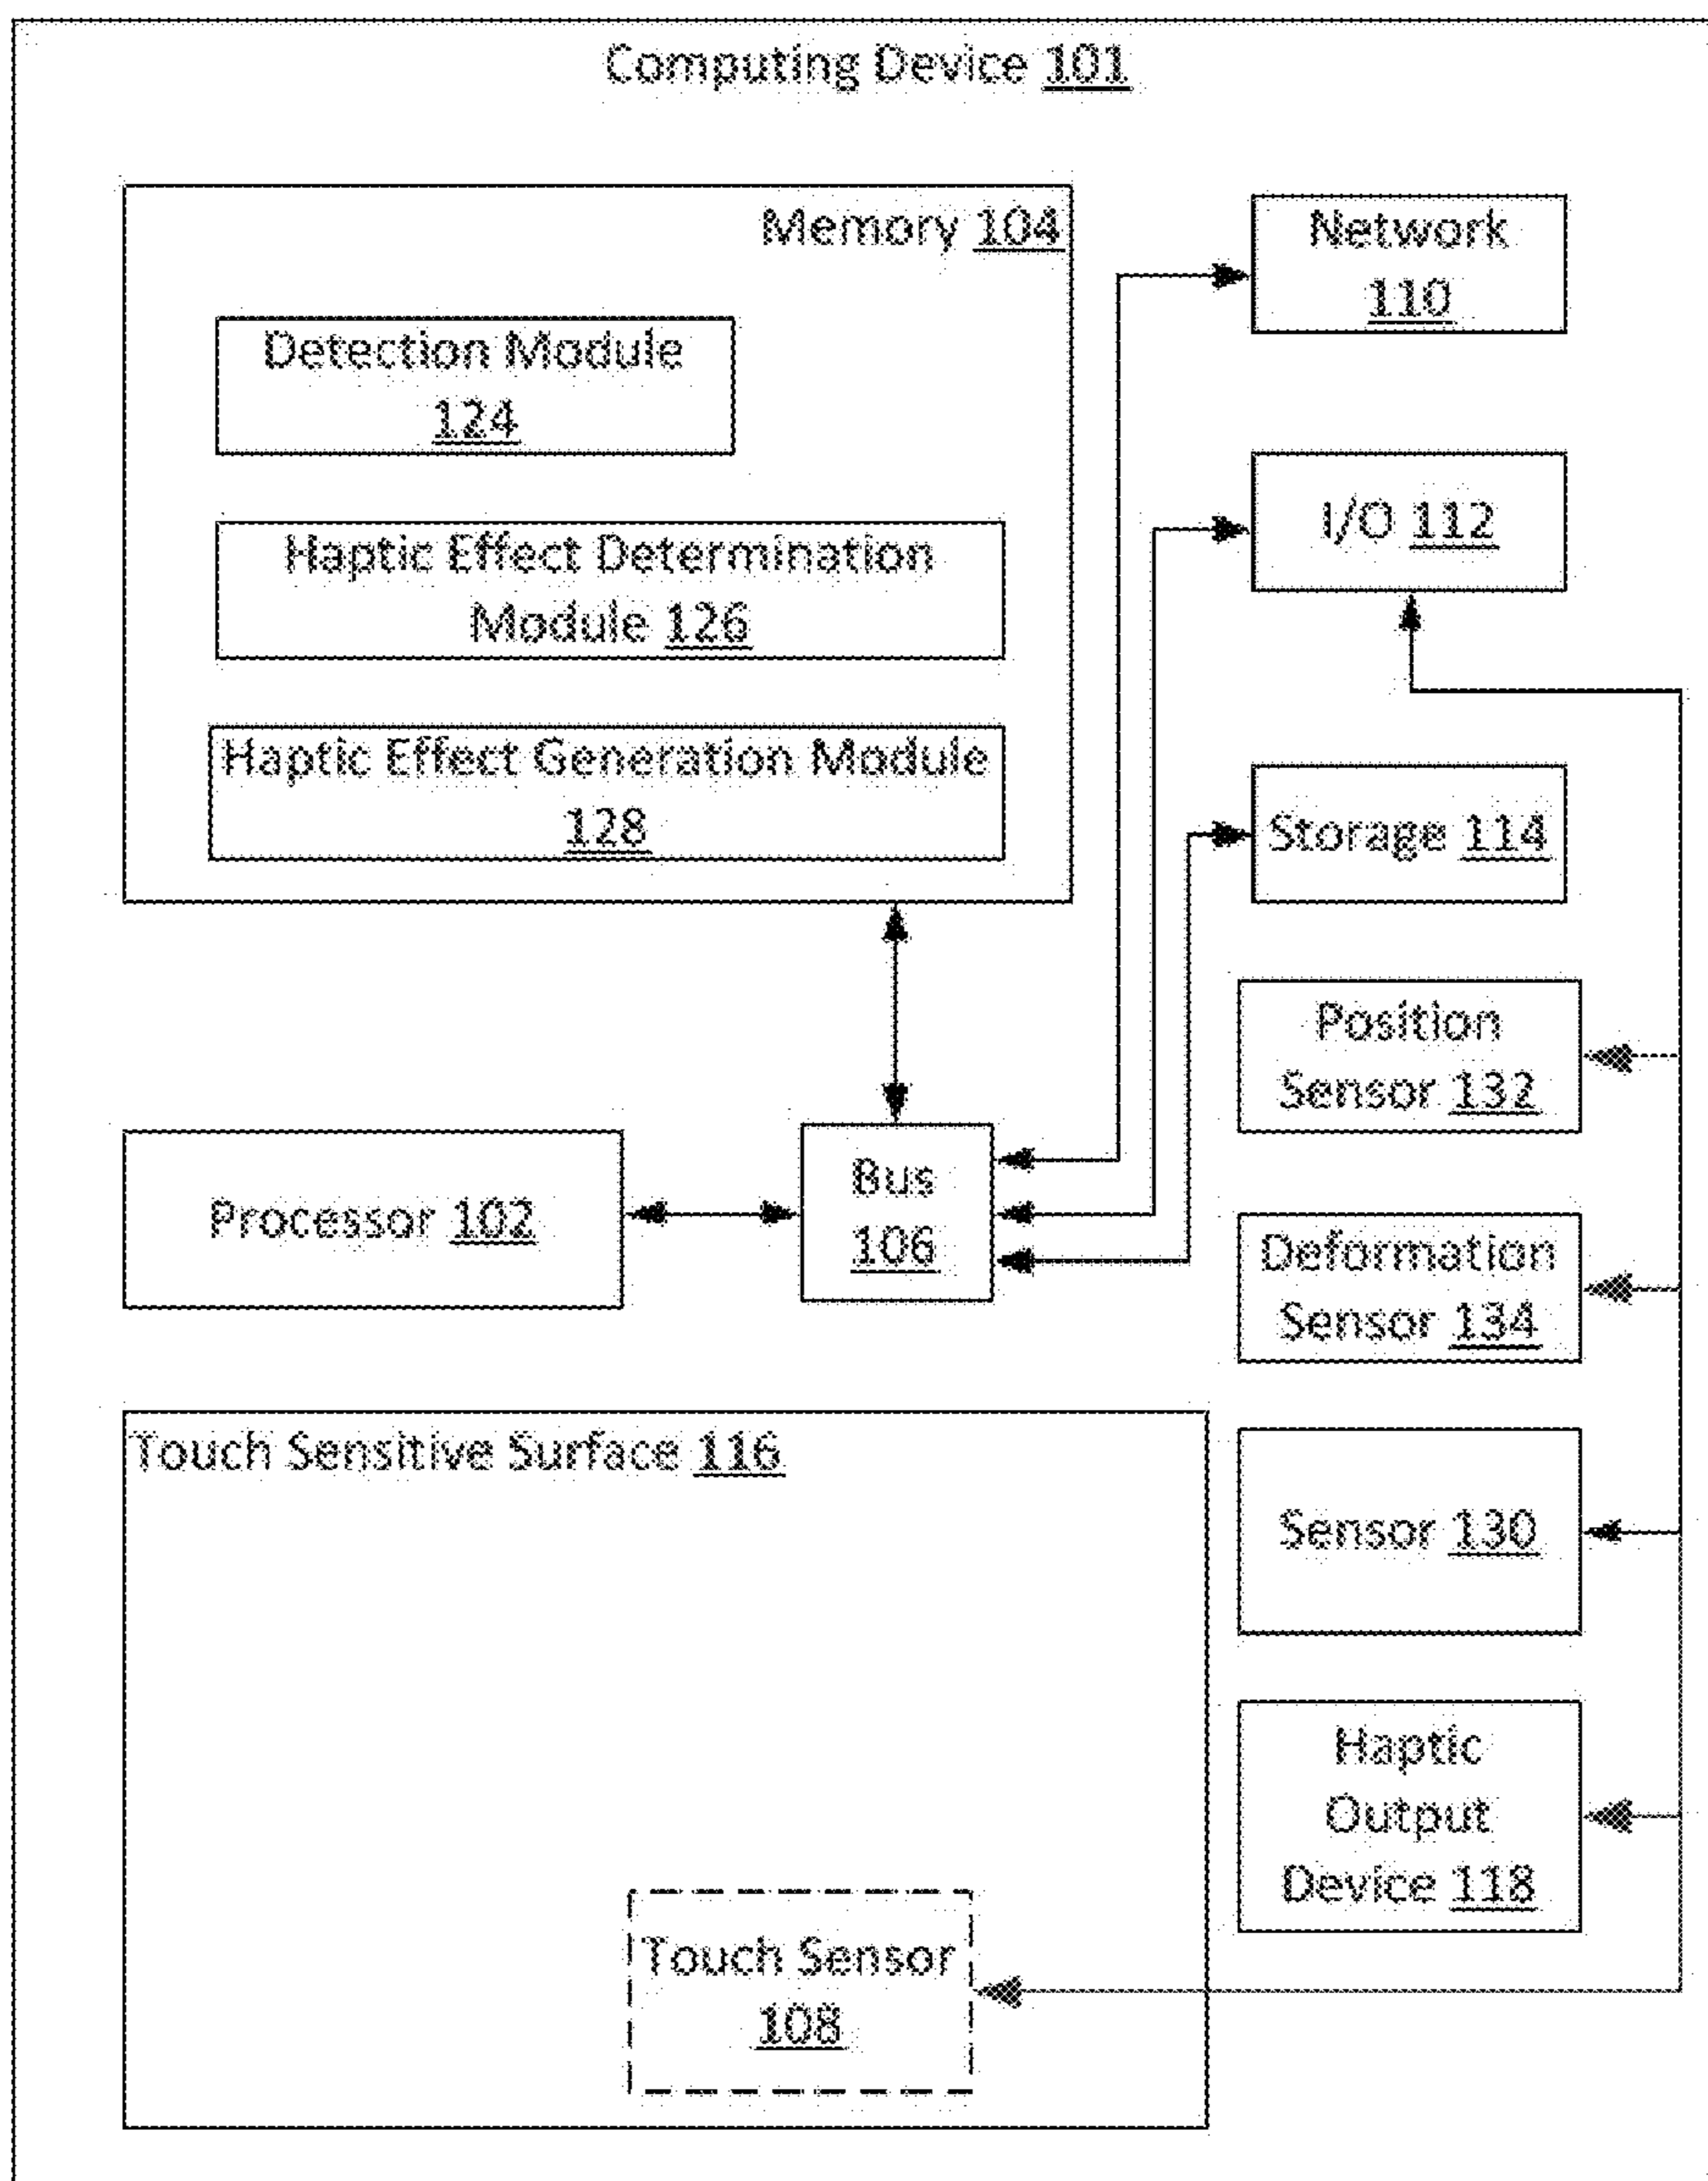 Computing Device 101
Memory 104
Detection Module
124
Haptic Effect Determination
Module 126
Haptic Effect Generation Module
128
Network
110
I/O 112
Storage 114
Position
Sensor 132
Processor 102
Bus
106
Deformation
Sensor 134
Touch Sensitive Surface 116
Sensor 130
Haptic
Output
Device 118
Touch Sensor
108